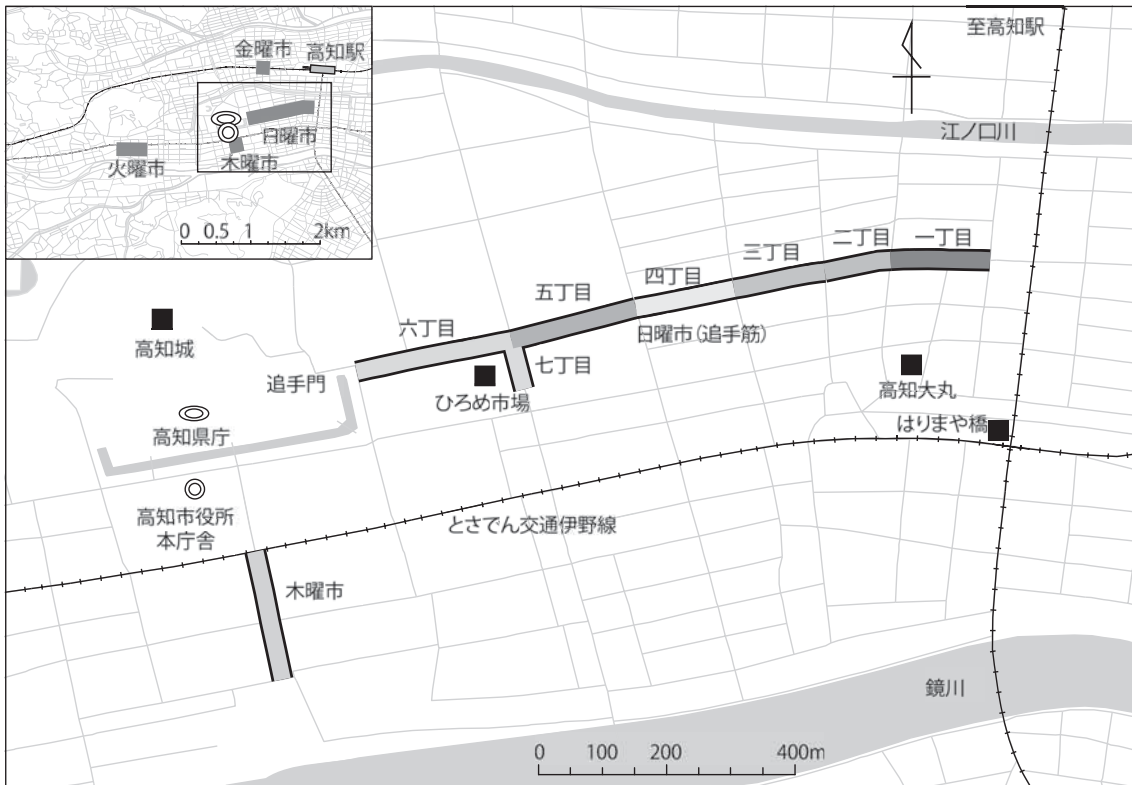 金曜市
高知駅
日曜市
木曜市
火曜市
0 0.5 1 2km
至高知駅
江ノ口川
一丁目
二丁目
三丁目
四丁目
五丁目
六丁目
七丁目
日曜市（追手筋）
高知城
追手門
ひろめ市場
高知大丸
はりまや橋
高知県庁
高知市役所
本庁舎
とさでん交通伊野線
木曜市
鏡川
0 100 200 400m